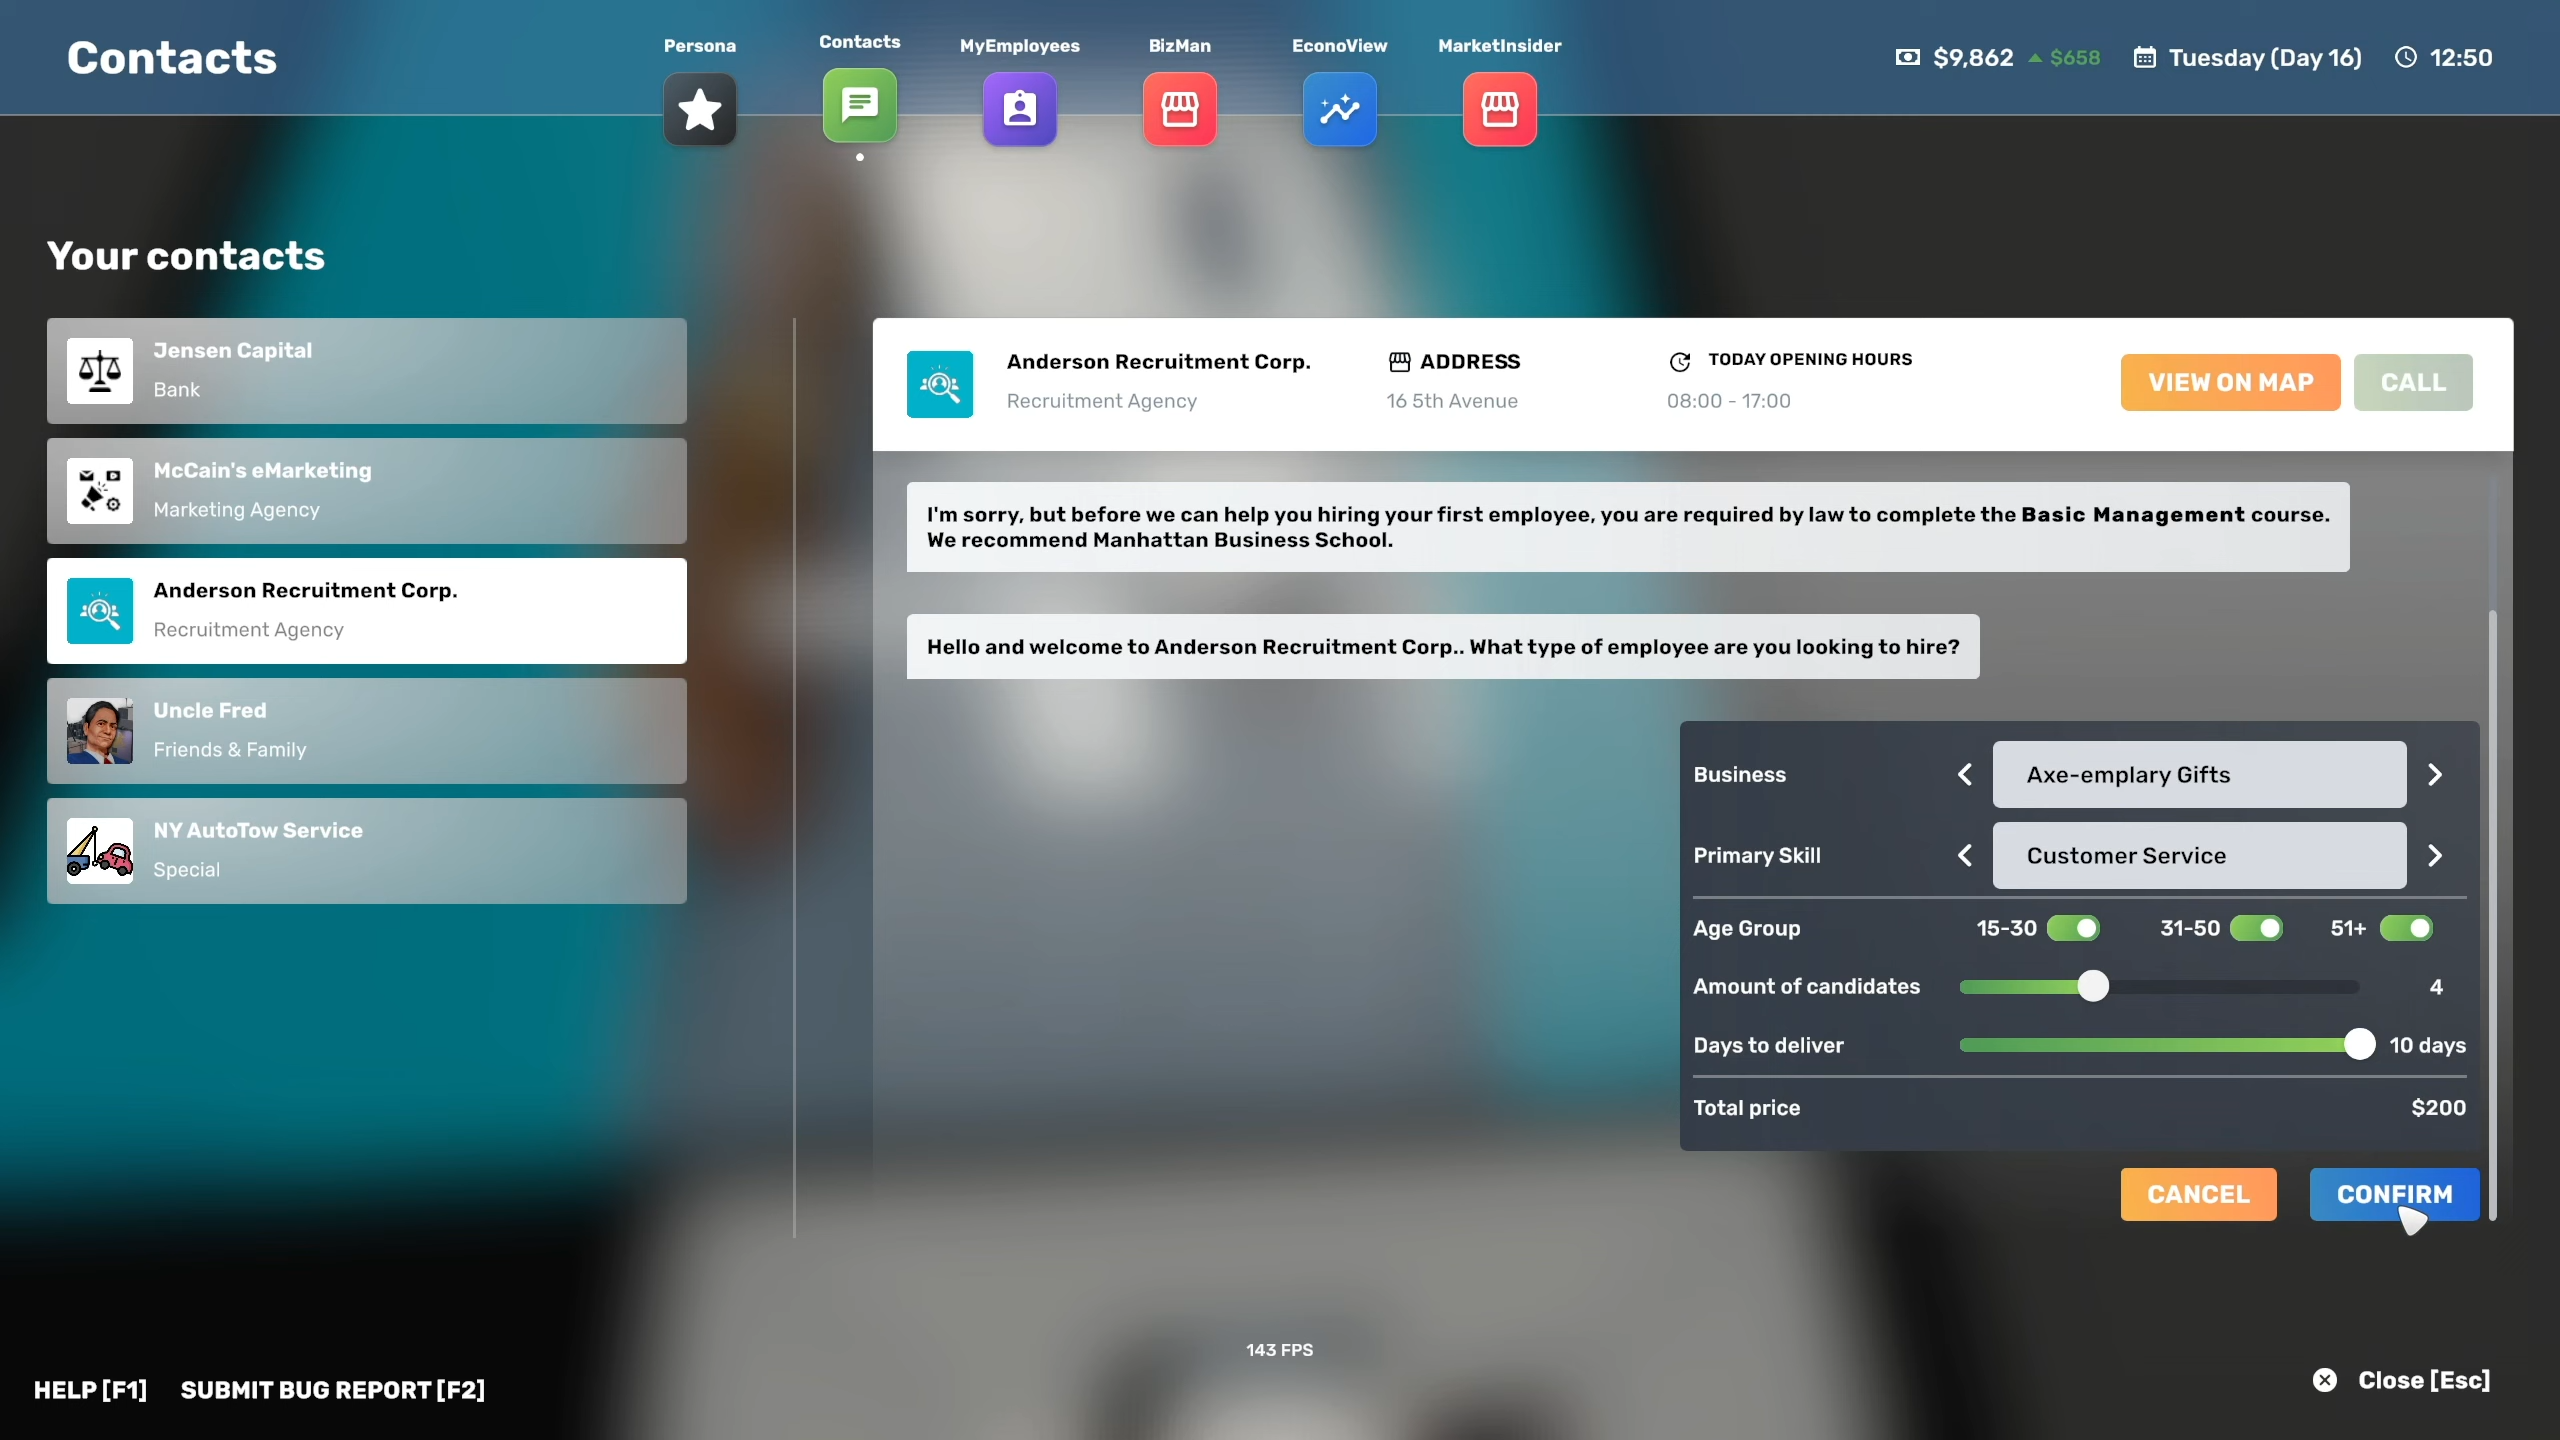 Contacts
Persona
Contacts
MyEmployees
BizMan
EconoView
MarketInsider
$9,862 $658 Tuesday (Day 16) 12:50
Your contacts
Jensen Capital
Bank
McCain's eMarketing
Marketing Agency
Anderson Recruitment Corp.
Recruitment Agency
Uncle Fred
Friends & Family
NY AutoTow Service
Special
Anderson Recruitment Corp.
Recruitment Agency
ADDRESS
16 5th Avenue
TODAY OPENING HOURS
08:00 - 17:00
VIEW ON MAP
CALL
I'm sorry, but before we can help you hiring your first employee, you are required by law to complete the Basic Management course.
We recommend Manhattan Business School.
Hello and welcome to Anderson Recruitment Corp.. What type of employee are you looking to hire?
Business Axe-emplary Gifts
Primary Skill Customer Service
Age Group 15-30 31-50 51+
Amount of candidates 4
Days to deliver 10 days
Total price $200
CANCEL CONFIRM
143 FPS
HELP [F1] SUBMIT BUG REPORT [F2]
Close [Esc]